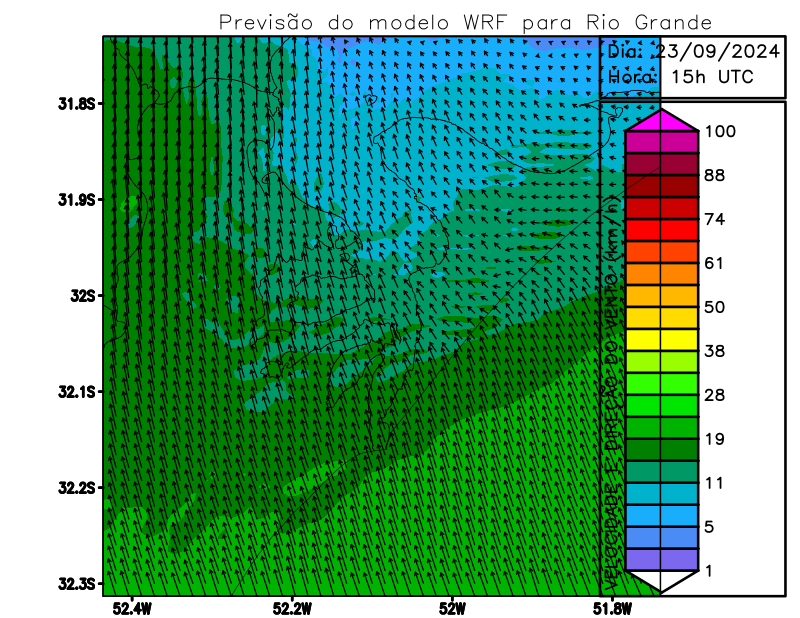 Previsão do modelo WRF para Rio Grande
Dia: 23/09/2024
Hora: 15h UTC
31.8S
31.9S
32S
32.1S
32.2S
32.3S
52.4W
52.2W
52W
51.8W
VELOCIDADE E DIREÇÃO DO VENTO (km/h)
100
88
74
61
50
38
28
19
11
5
1